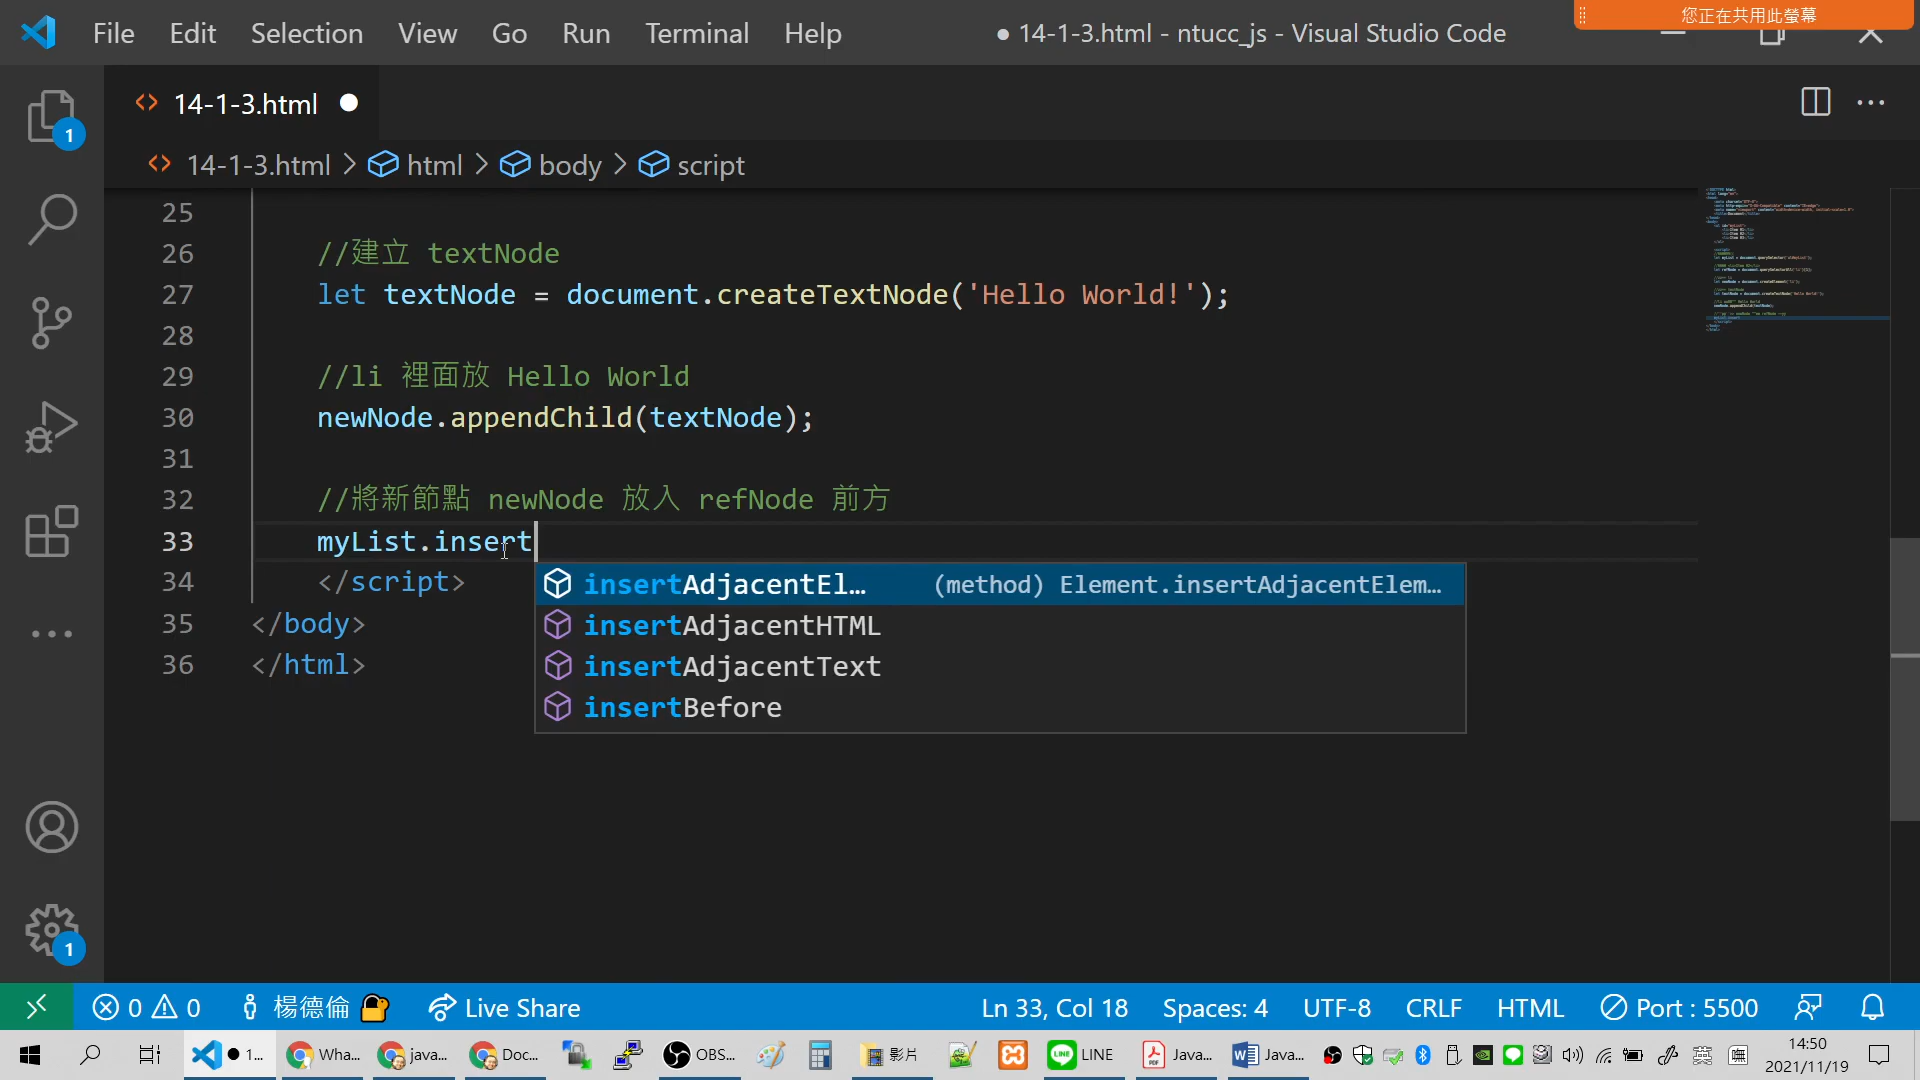 File Edit Selection View Go Run Terminal Help
● 14-1-3.html - ntucc_js - Visual Studio Code
您正在共用此螢幕
14-1-3.html
14-1-3.html > html > body > script
1
25
26 //建立 textNode
27 let textNode = document.createTextNode('Hello World!');
28
29 //li 裡面放 Hello World
30 newNode.appendChild(textNode);
31
32 //將新節點 newNode 放入 refNode 前方
33 myList.insert
34 </script>
35 </body>
36 </html>
insertAdjacentEl… (method) Element.insertAdjacentElem…
insertAdjacentHTML
insertAdjacentText
insertBefore
1
0 0 楊德倫 Live Share Ln 33, Col 18 Spaces: 4 UTF-8 CRLF HTML Port : 5500
● 1... Wha... java... Doc... OBS... 影片 LINE Java... Java... 英
14:50
2021/11/19